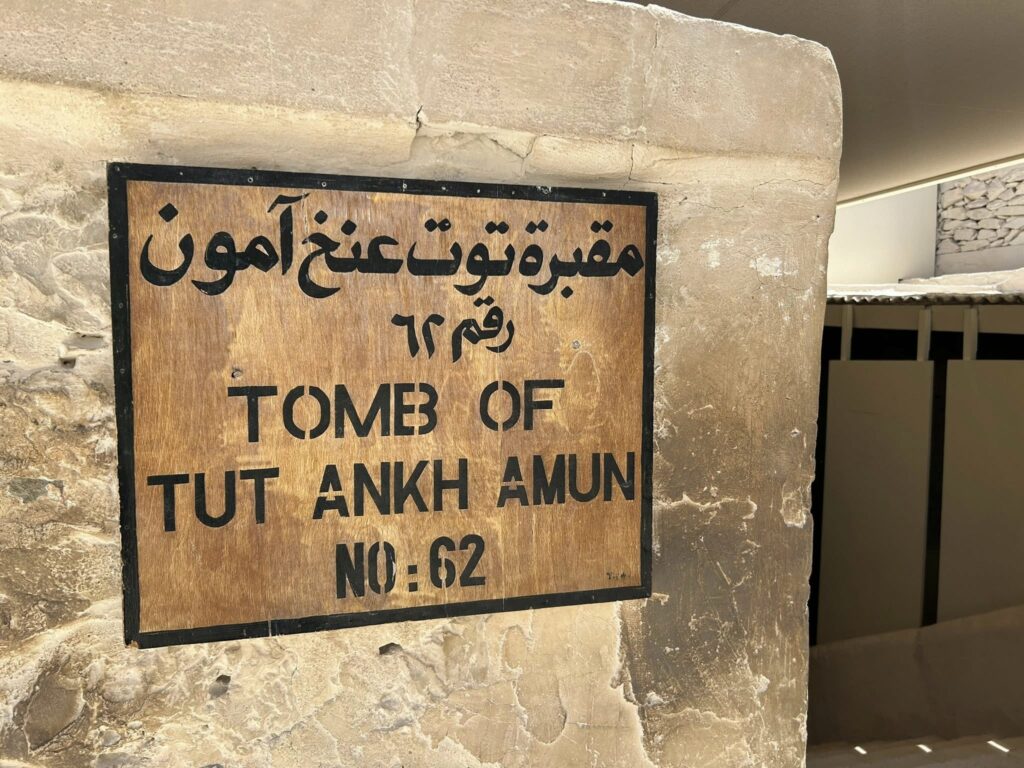 مقبرة توت عنخ آمون
رقم ٦٢
TOMB OF
TUT ANKH AMUN
NO: 62